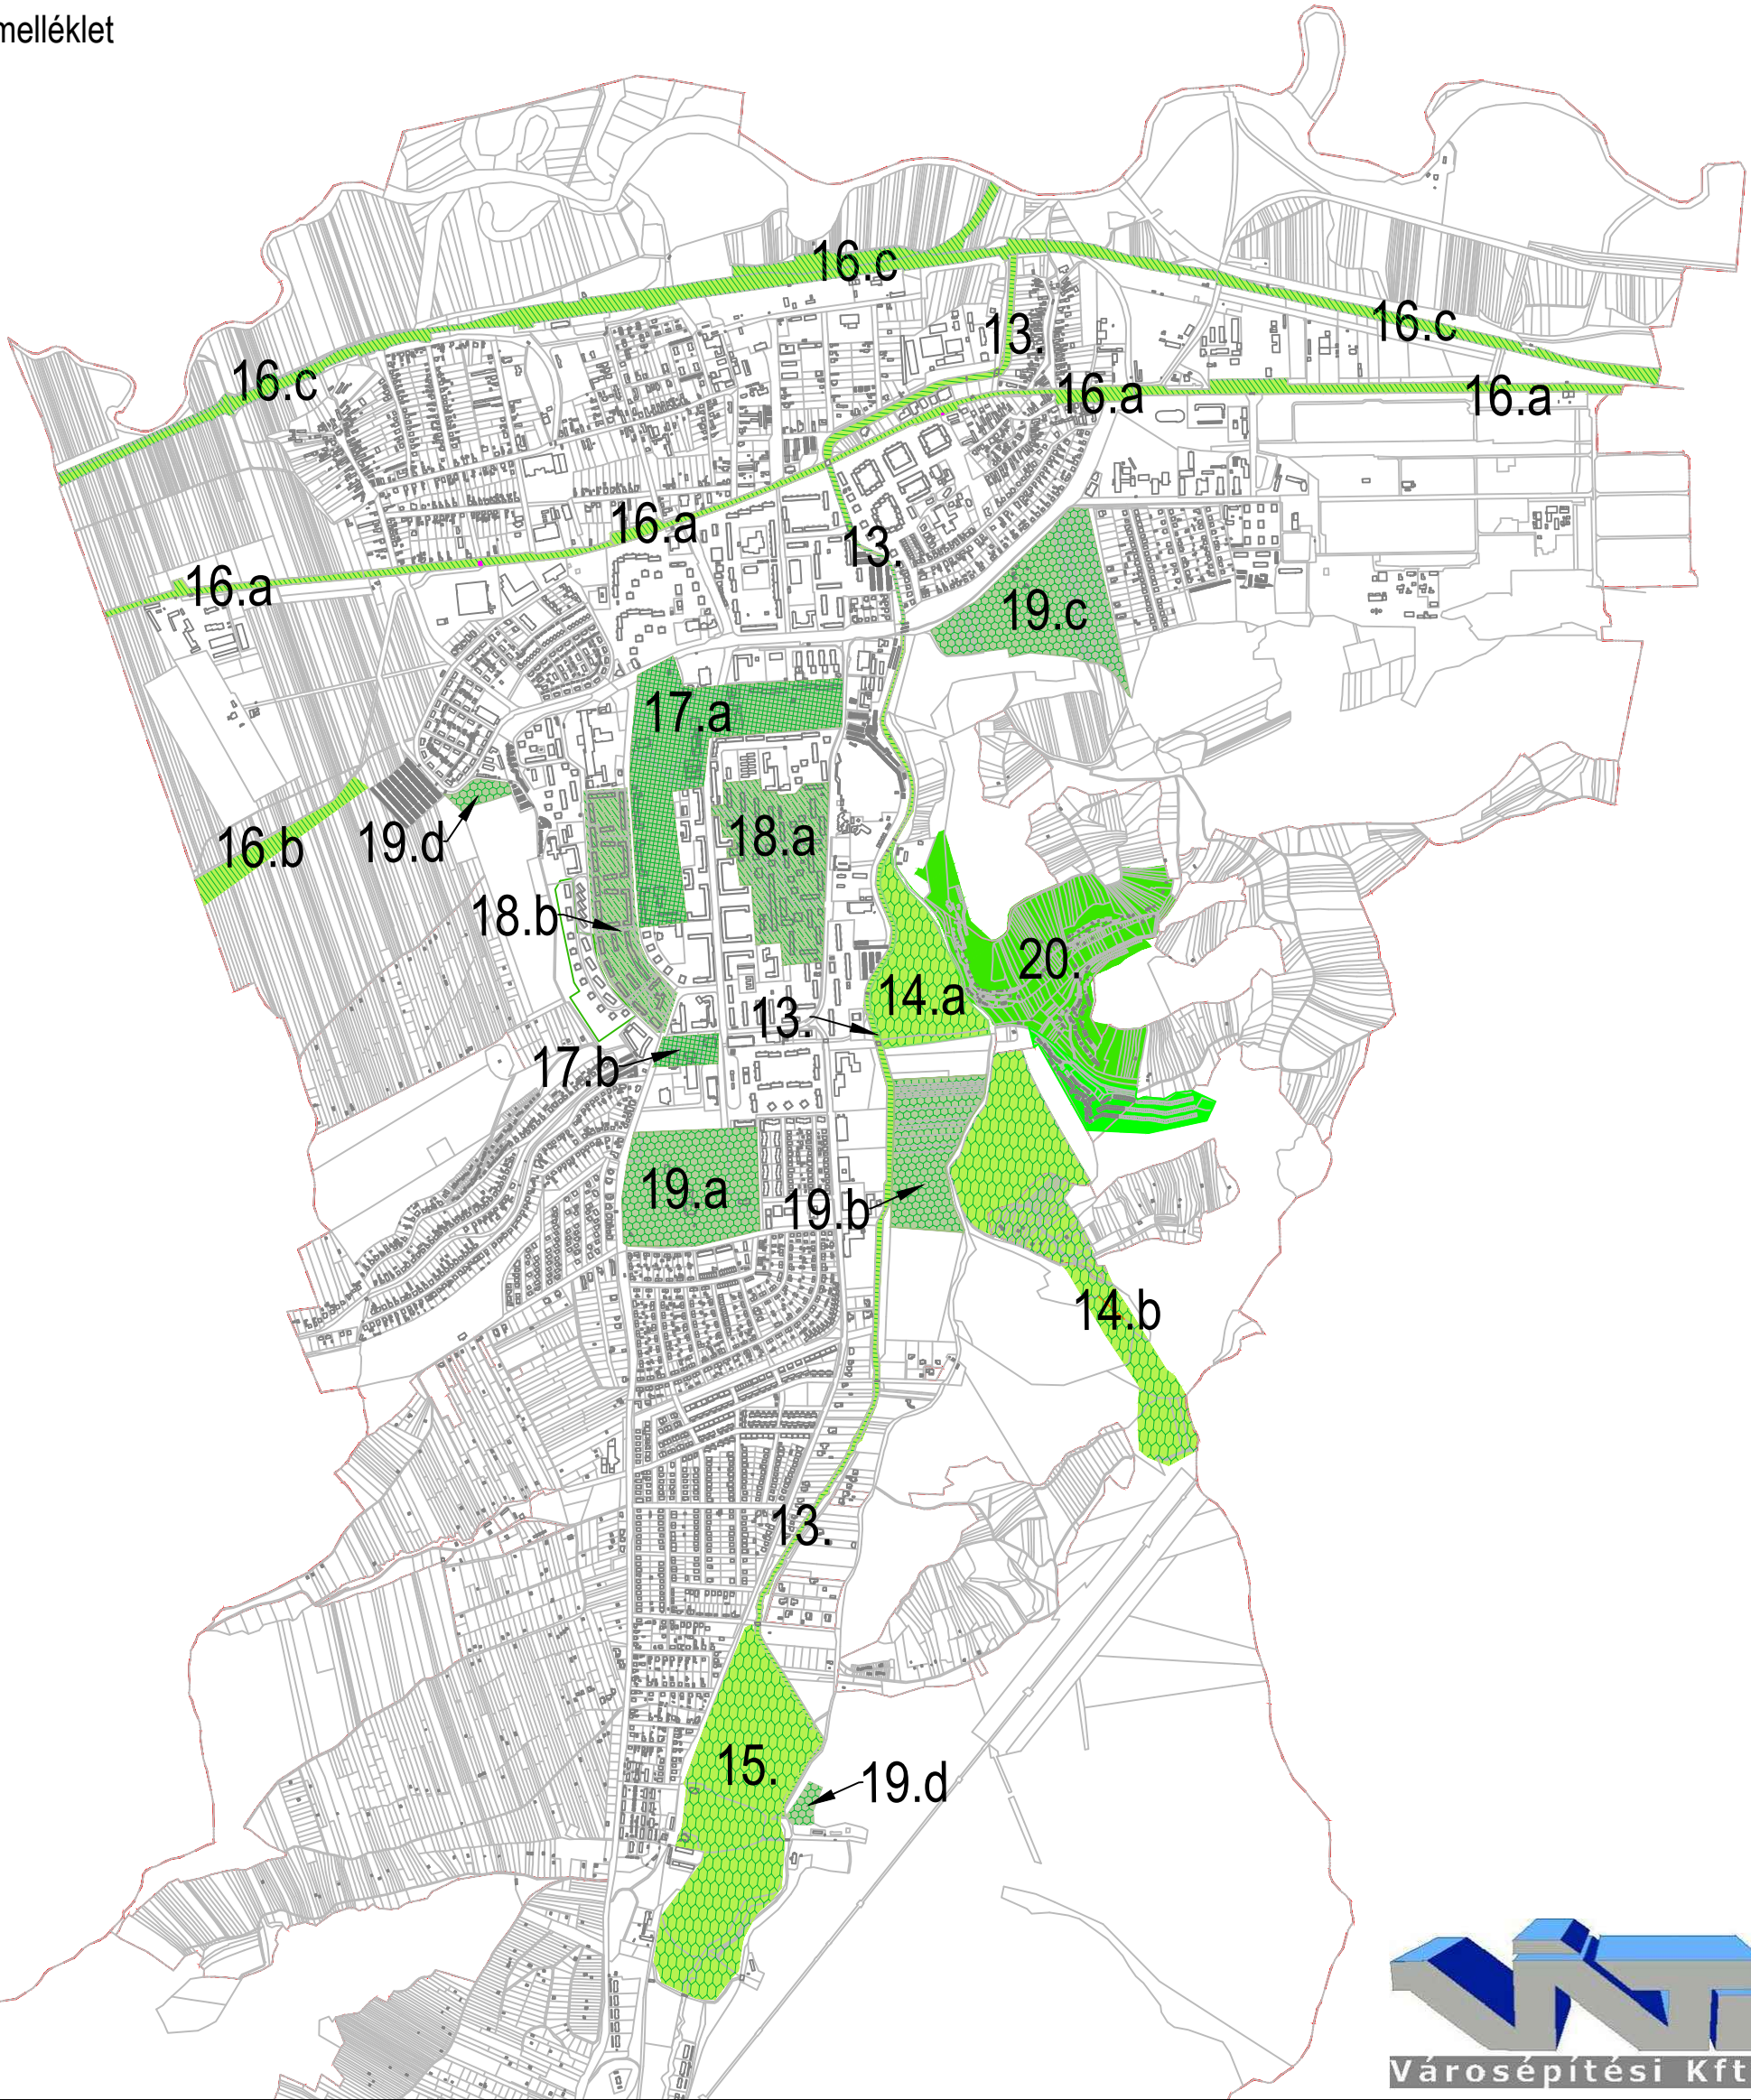 melléklet
16.c
13.
16.c
16.c
16.a
16.a
16.a
13.
16.a
19.c
17.a
18.a
16.b
19.d
18.b
20.
14.a
13.
17.b
19.a
19.b
14.b
13.
15.
19.d
VÁTI
Városépítési Kft